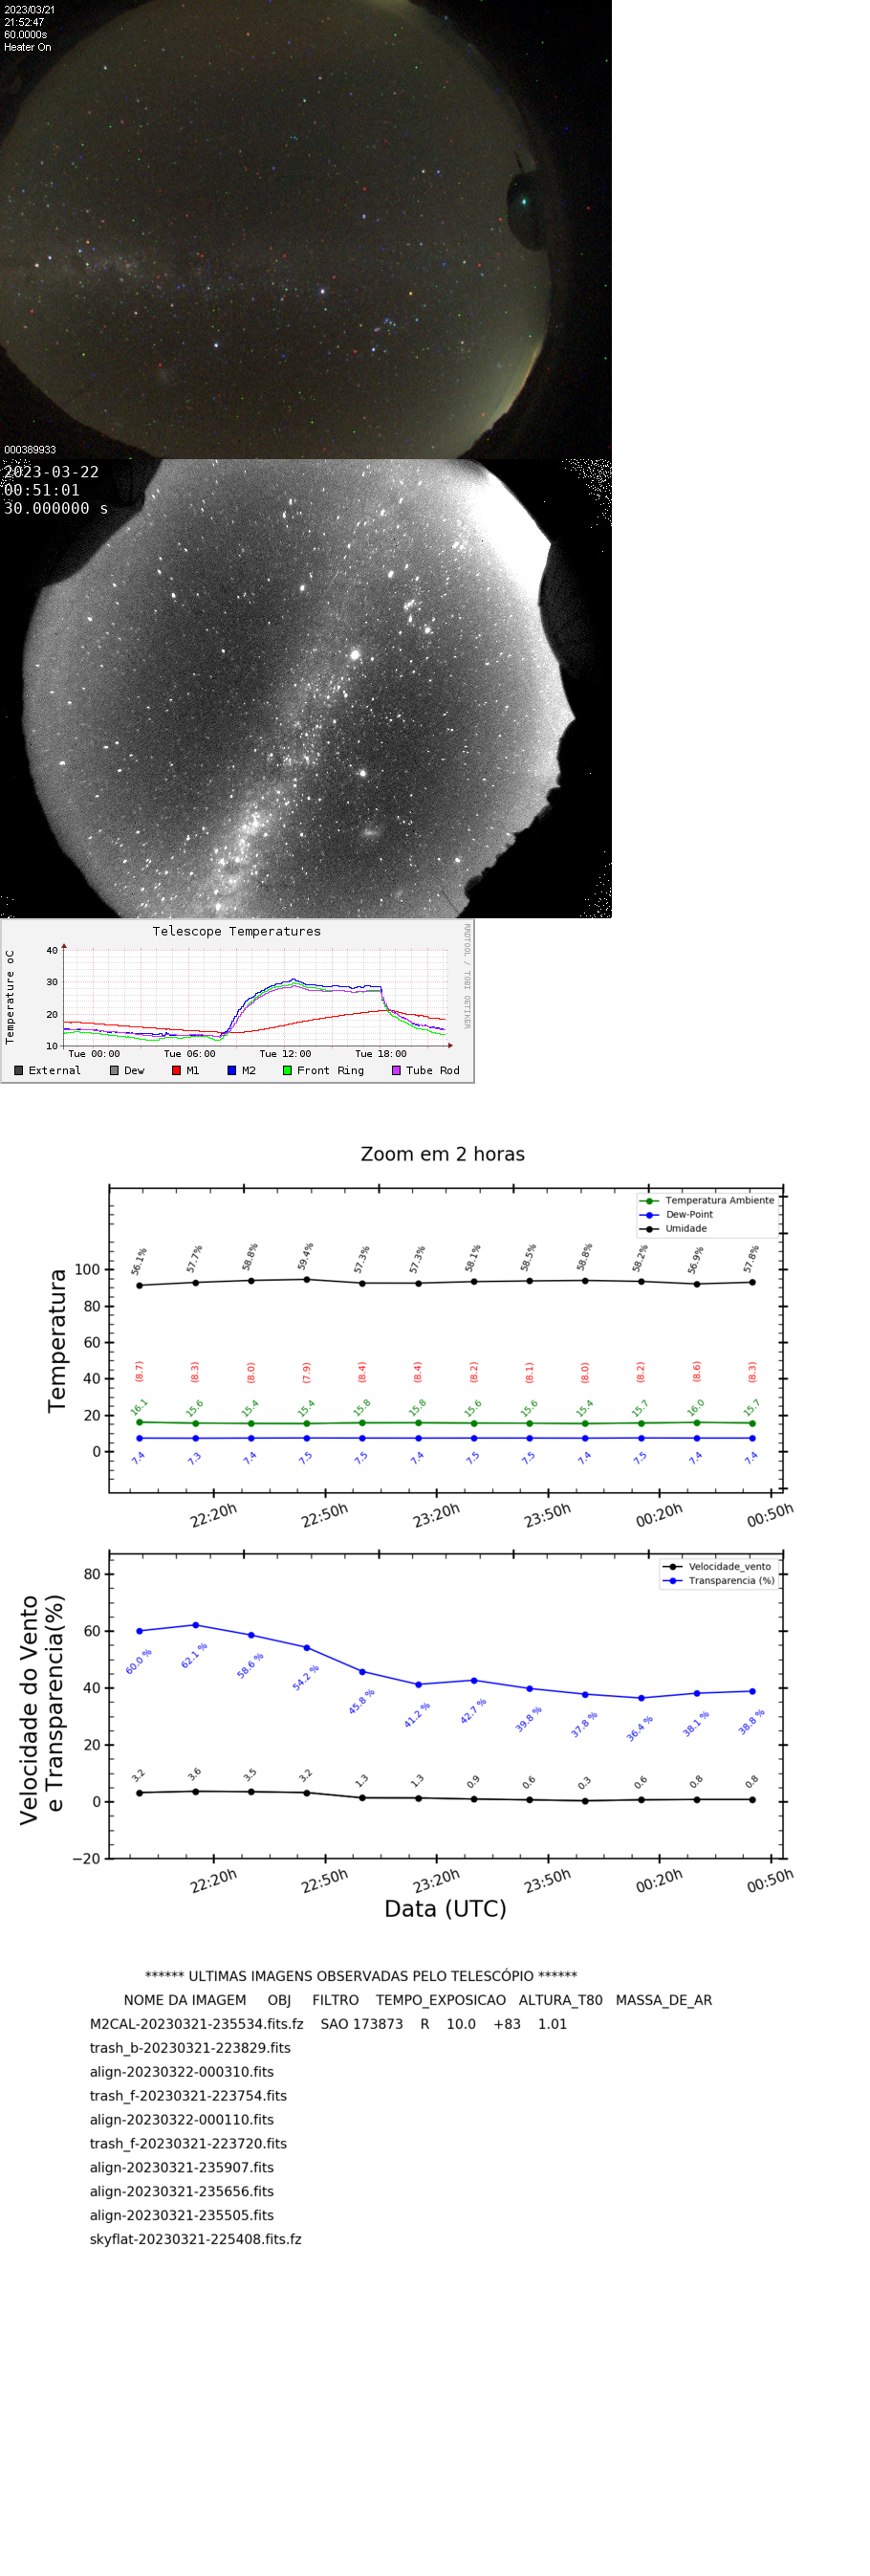 2023/03/21
21:52:47
60.0000s
Heater On
000389933
2023-03-22
00:51:01
30.000000 s
Telescope Temperatures
RRDTOOL / TOBI OETIKER
Temperature oC
40
30
20
10
Tue 00:00 Tue 06:00 Tue 12:00 Tue 18:00
External Dew M1 M2 Front Ring Tube Rod
Zoom em 2 horas
Temperatura Ambiente
Dew-Point
Umidade
56.1% 57.7% 58.8% 59.4% 57.3% 57.3% 58.1% 58.5% 58.8% 58.2% 56.9% 57.8%
Temperatura
100
80
60
40
20
0
(8.7) (8.3) (8.0) (7.9) (8.4) (8.4) (8.2) (8.1) (8.0) (8.2) (8.6) (8.3)
16.1 15.6 15.4 15.4 15.8 15.8 15.6 15.6 15.4 15.7 16.0 15.7
7.4 7.3 7.4 7.5 7.5 7.4 7.5 7.5 7.4 7.5 7.4 7.4
22:20h 22:50h 23:20h 23:50h 00:20h 00:50h
Velocidade_vento
Transparencia (%)
Velocidade do Vento
e Transparencia(%)
80
60
40
20
0
−20
60.0 % 62.1 % 58.6 % 54.2 % 45.8 % 41.2 % 42.7 % 39.8 % 37.8 % 36.4 % 38.1 % 38.8 %
3.2 3.6 3.5 3.2 1.3 1.3 0.9 0.6 0.3 0.6 0.8 0.8
22:20h 22:50h 23:20h 23:50h 00:20h 00:50h
Data (UTC)
****** ULTIMAS IMAGENS OBSERVADAS PELO TELESCÓPIO ******
NOME DA IMAGEM OBJ FILTRO TEMPO_EXPOSICAO ALTURA_T80 MASSA_DE_AR
M2CAL-20230321-235534.fits.fz SAO 173873 R 10.0 +83 1.01
trash_b-20230321-223829.fits
align-20230322-000310.fits
trash_f-20230321-223754.fits
align-20230322-000110.fits
trash_f-20230321-223720.fits
align-20230321-235907.fits
align-20230321-235656.fits
align-20230321-235505.fits
skyflat-20230321-225408.fits.fz